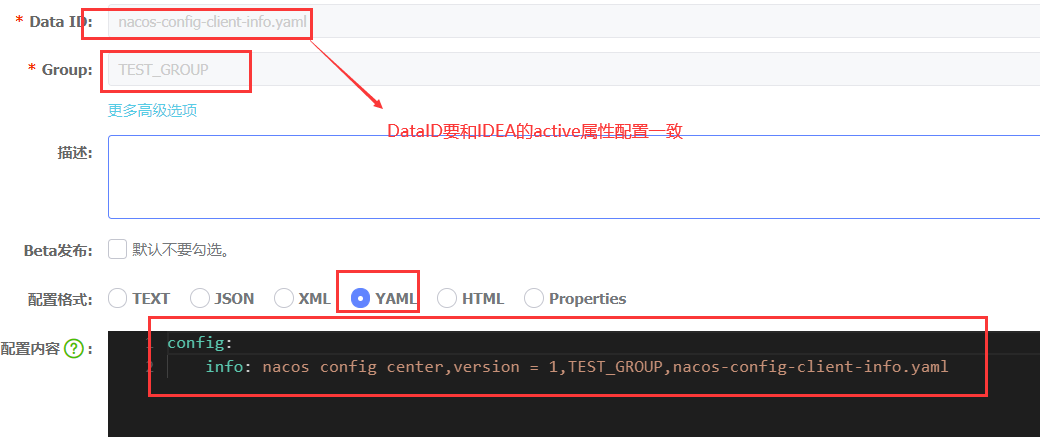 * Data ID: nacos-config-client-info.yaml
* Group: TEST_GROUP
更多高级选项
DataID要和IDEA的active属性配置一致
描述:
Beta发布: 默认不要勾选。
配置格式: TEXT JSON XML YAML HTML Properties
配置内容 ? :
1 config:
2 info: nacos config center,version = 1,TEST_GROUP,nacos-config-client-info.yaml